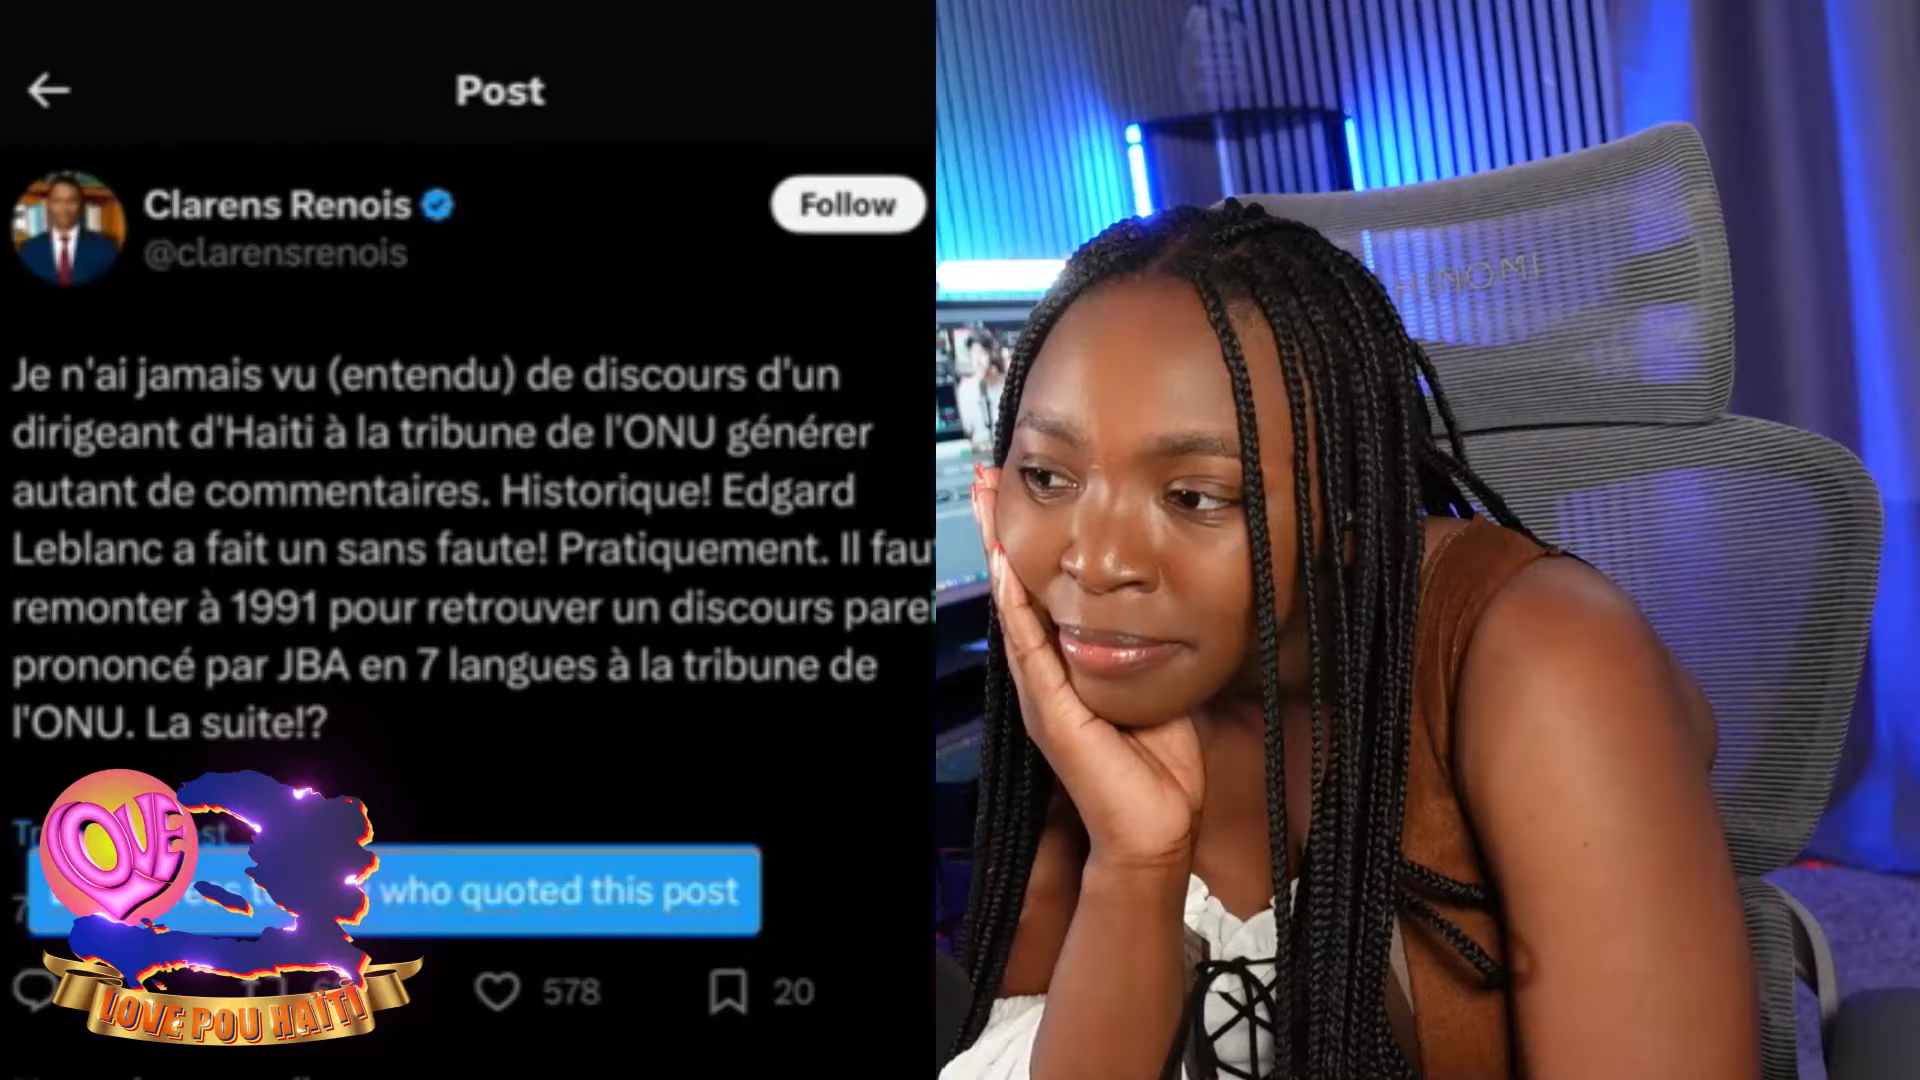 Post
Clarens Renois
Follow
@clarensrenois
Je n'ai jamais vu (entendu) de discours d'un
dirigeant d'Haiti à la tribune de l'ONU générer
autant de commentaires. Historique! Edgard
Leblanc a fait un sans faute! Pratiquement. Il
remonter à 1991 pour retrouver un discours
prononcé par JBA en 7 langues à la tribune de
l'ONU. La suite!?
who quoted this post
578
20
LOVE
LOVE POU HAÏTI
HINOMI